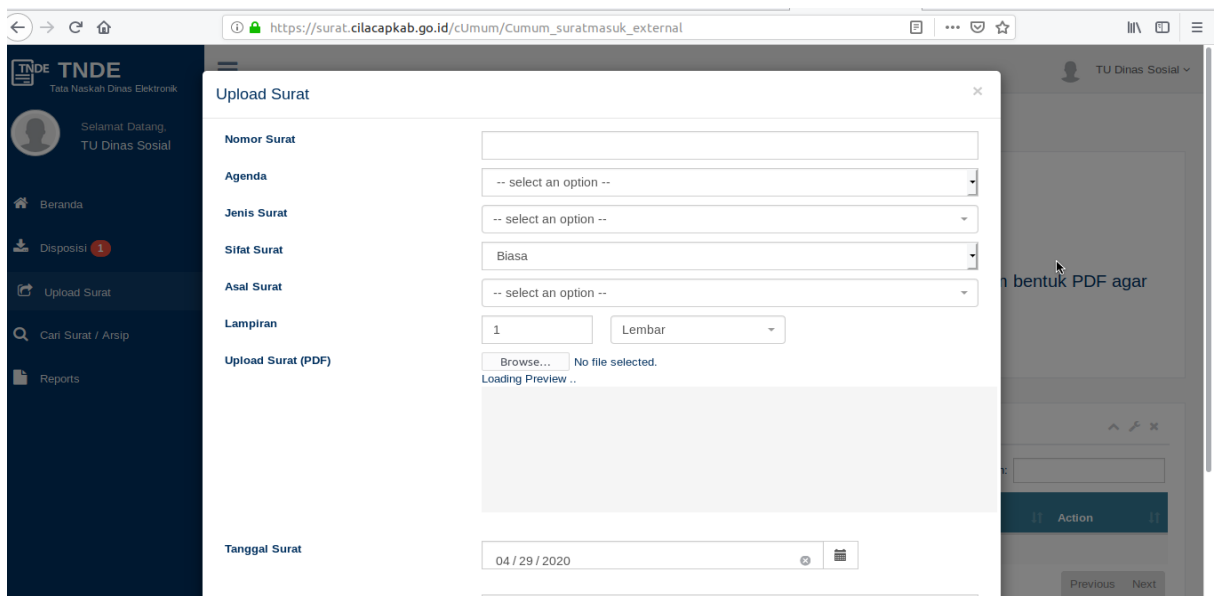 https://surat.cilacapkab.go.id/cUmum/Cumum_suratmasuk_external
TNDE TNDE
Tata Naskah Dinas Elektronik
TU Dinas Sosial
Selamat Datang,
TU Dinas Sosial
Beranda
Disposisi 1
Upload Surat
Cari Surat / Arsip
Reports
Upload Surat ×
Nomor Surat
Agenda -- select an option --
Jenis Surat -- select an option --
Sifat Surat Biasa
Asal Surat -- select an option --
Lampiran 1 Lembar
Upload Surat (PDF) Browse... No file selected.
Loading Preview ..
Tanggal Surat 04/29/2020
bentuk PDF agar
Action
Previous Next